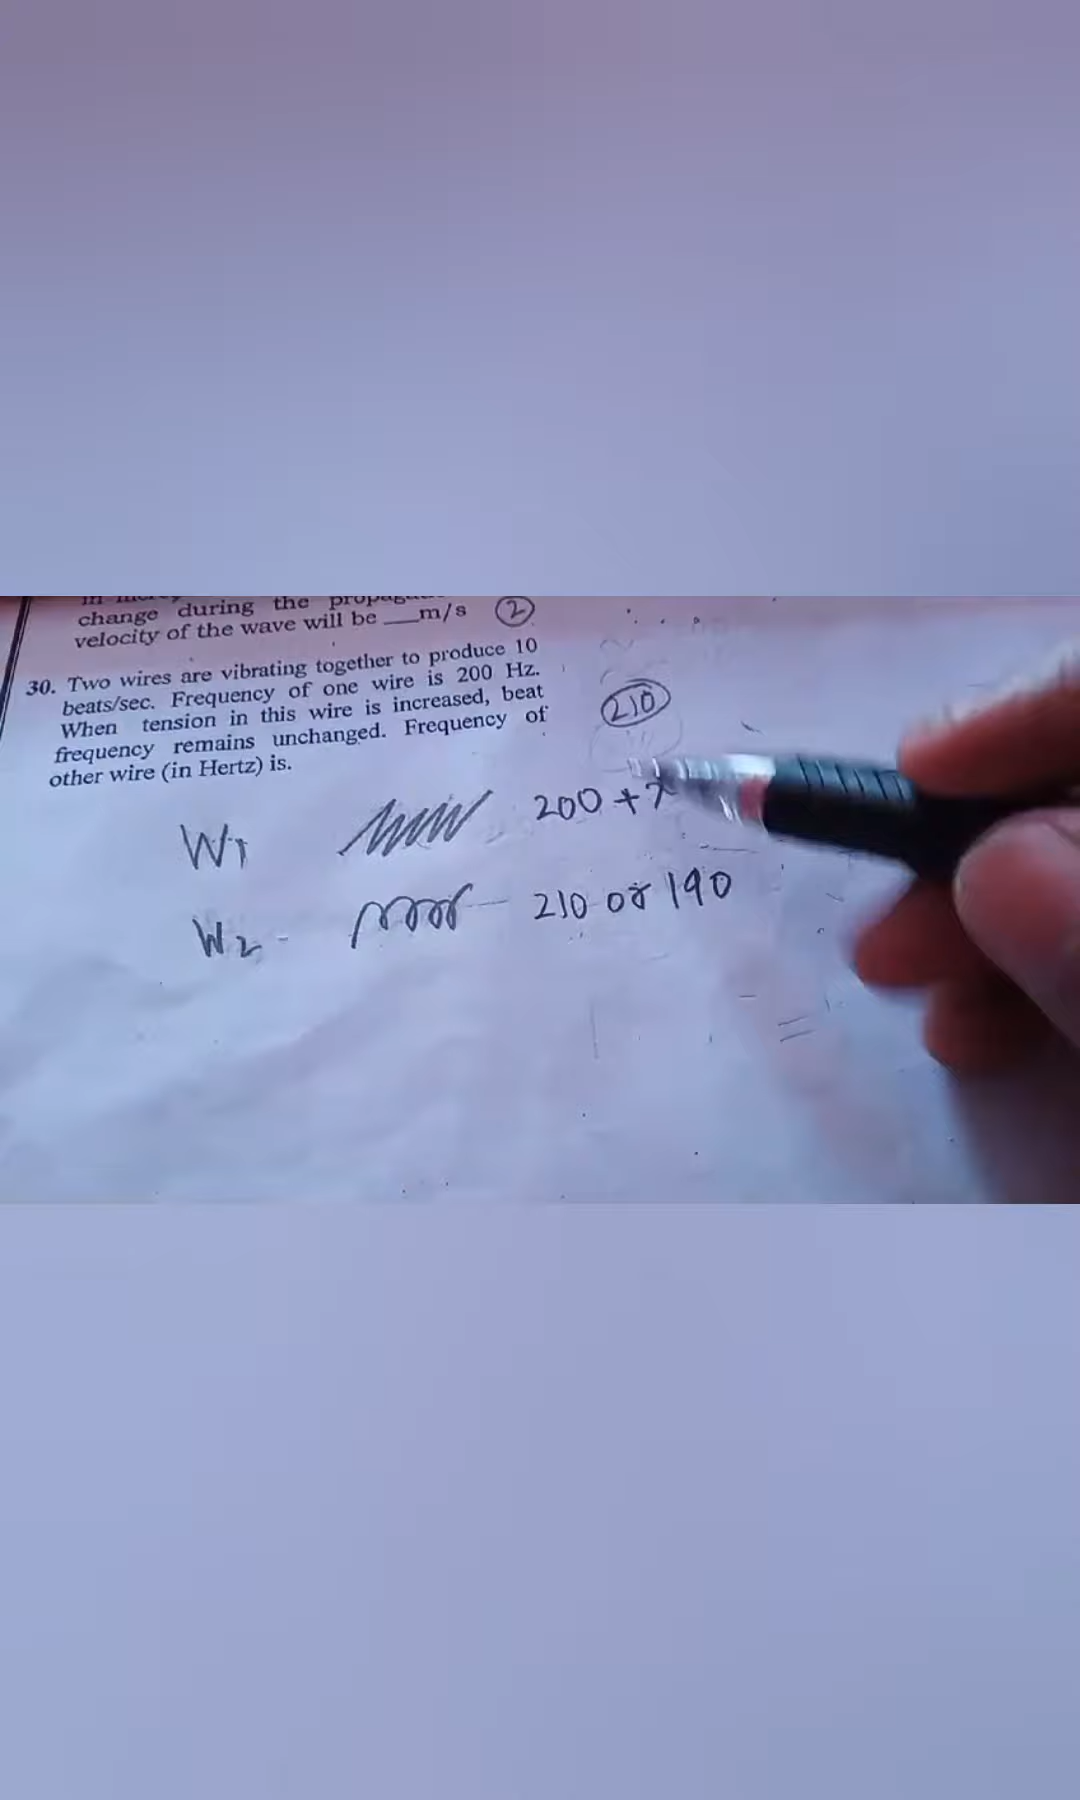 change during the
velocity of the wave will be ___m/s (2)
30. Two wires are vibrating together to produce 10
beats/sec. Frequency of one wire is 200 Hz.
When tension in this wire is increased, beat
frequency remains unchanged. Frequency of
other wire (in Hertz) is.
210
W1 200 + x
W2 - 210 or 190